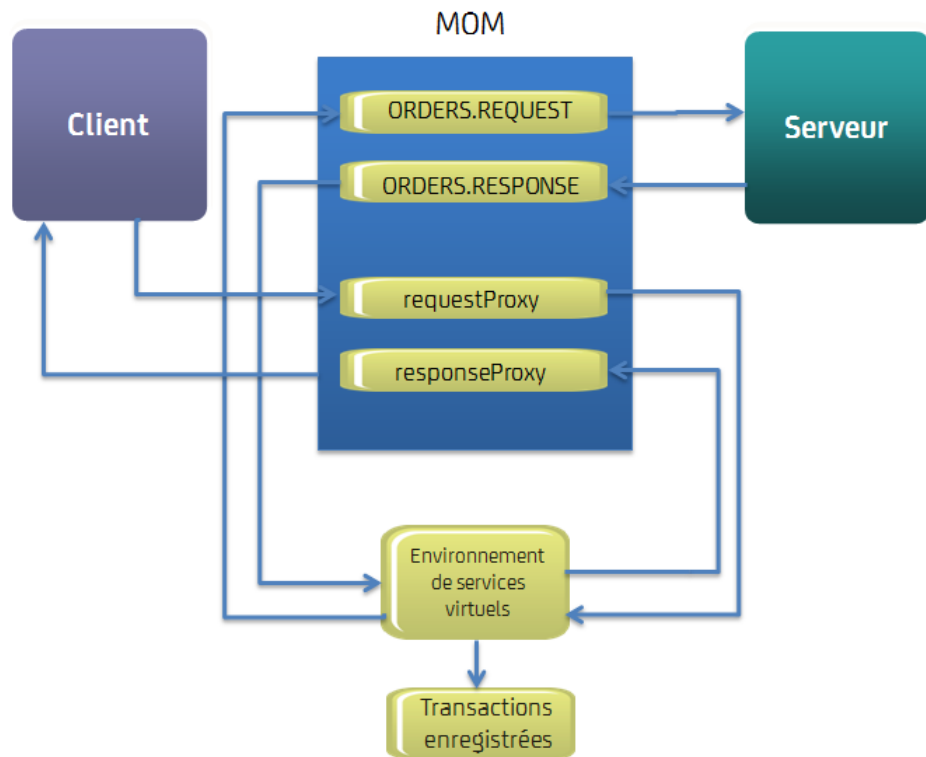 MOM
Client
ORDERS.REQUEST
Serveur
ORDERS.RESPONSE
requestProxy
responseProxy
Environnement
de services
virtuels
Transactions
enregistrées